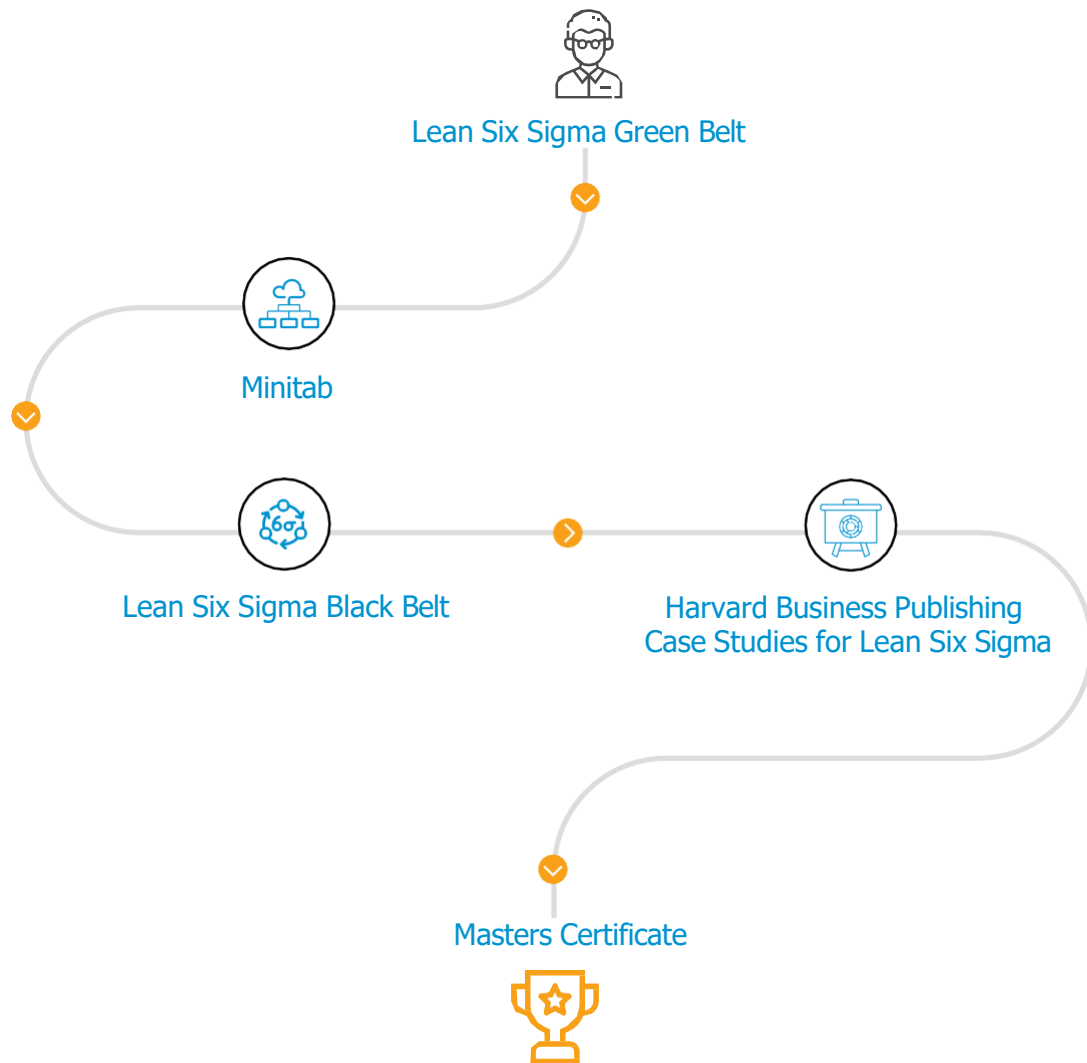 Lean Six Sigma Green Belt
Minitab
6σ
Lean Six Sigma Black Belt
Harvard Business Publishing
Case Studies for Lean Six Sigma
Masters Certificate